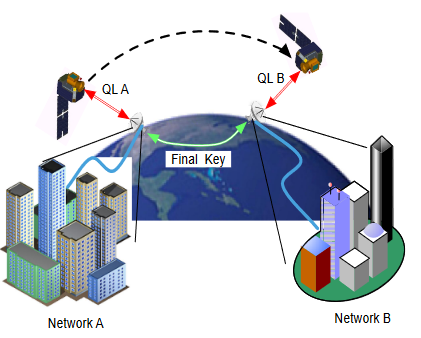 QL A
QL B
Final Key
Network A
Network B